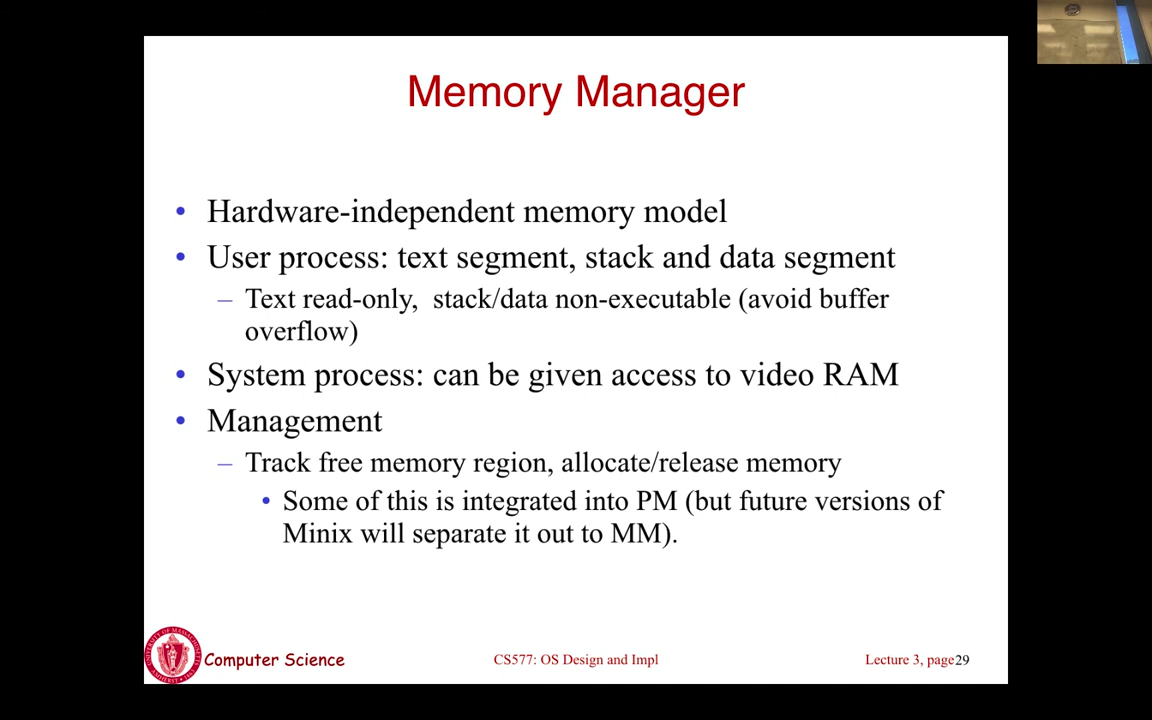 Memory Manager
• Hardware-independent memory model
• User process: text segment, stack and data segment
– Text read-only, stack/data non-executable (avoid buffer
overflow)
• System process: can be given access to video RAM
• Management
– Track free memory region, allocate/release memory
• Some of this is integrated into PM (but future versions of
Minix will separate it out to MM).
Computer Science
CS577: OS Design and Impl
Lecture 3, page29